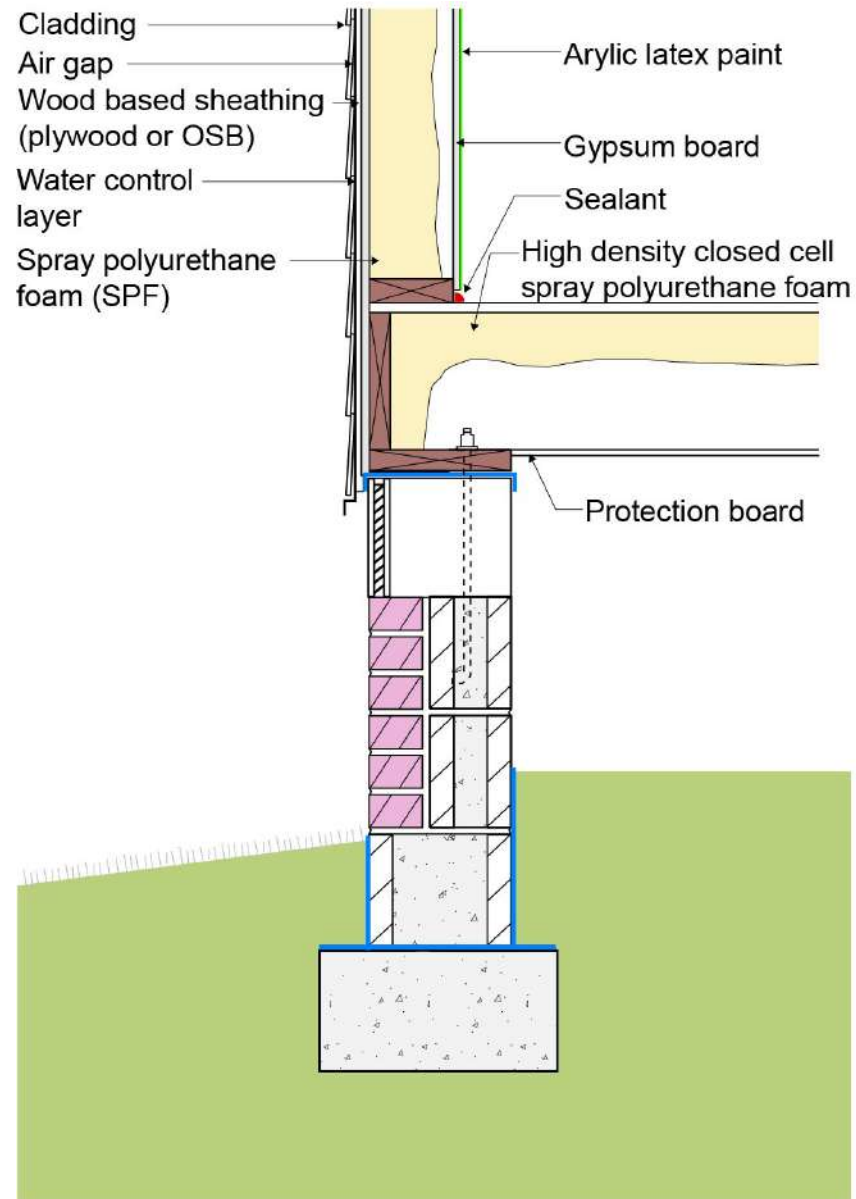 Cladding
Air gap
Wood based sheathing
(plywood or OSB)
Water control
layer
Spray polyurethane
foam (SPF)
Arylic latex paint
Gypsum board
Sealant
High density closed cell
spray polyurethane foam
Protection board